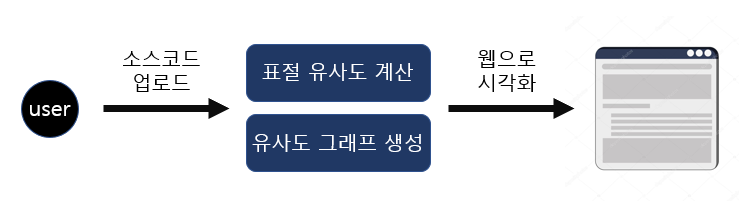 user
소스코드
업로드
표절 유사도 계산
유사도 그래프 생성
웹으로
시각화